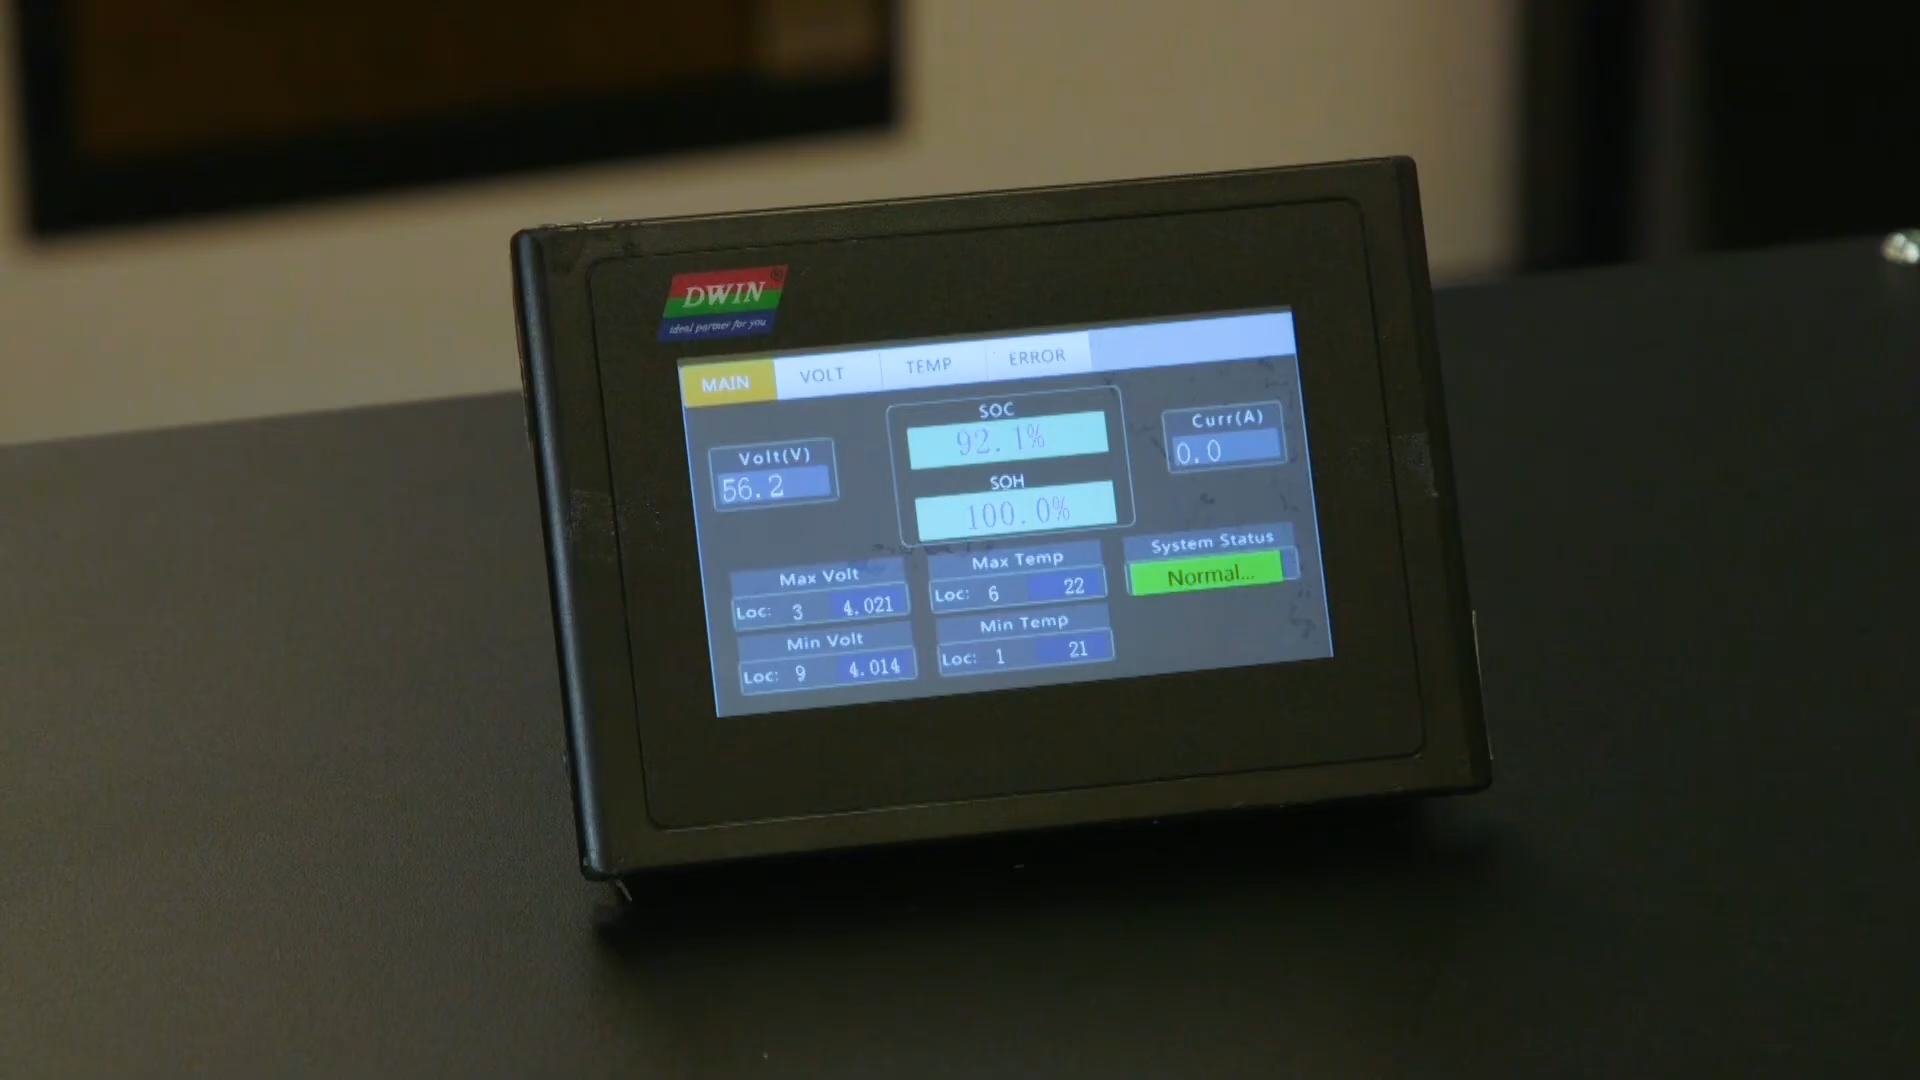 DWIN®
ideal partner for you
MAIN VOLT TEMP ERROR
SOC
92.1%
Curr(A)
0.0
Volt(V)
56.2
SOH
100.0%
System Status
Normal...
Max Volt
Loc: 3 4.021
Max Temp
Loc: 6 22
Min Volt
Loc: 9 4.014
Min Temp
Loc: 1 21